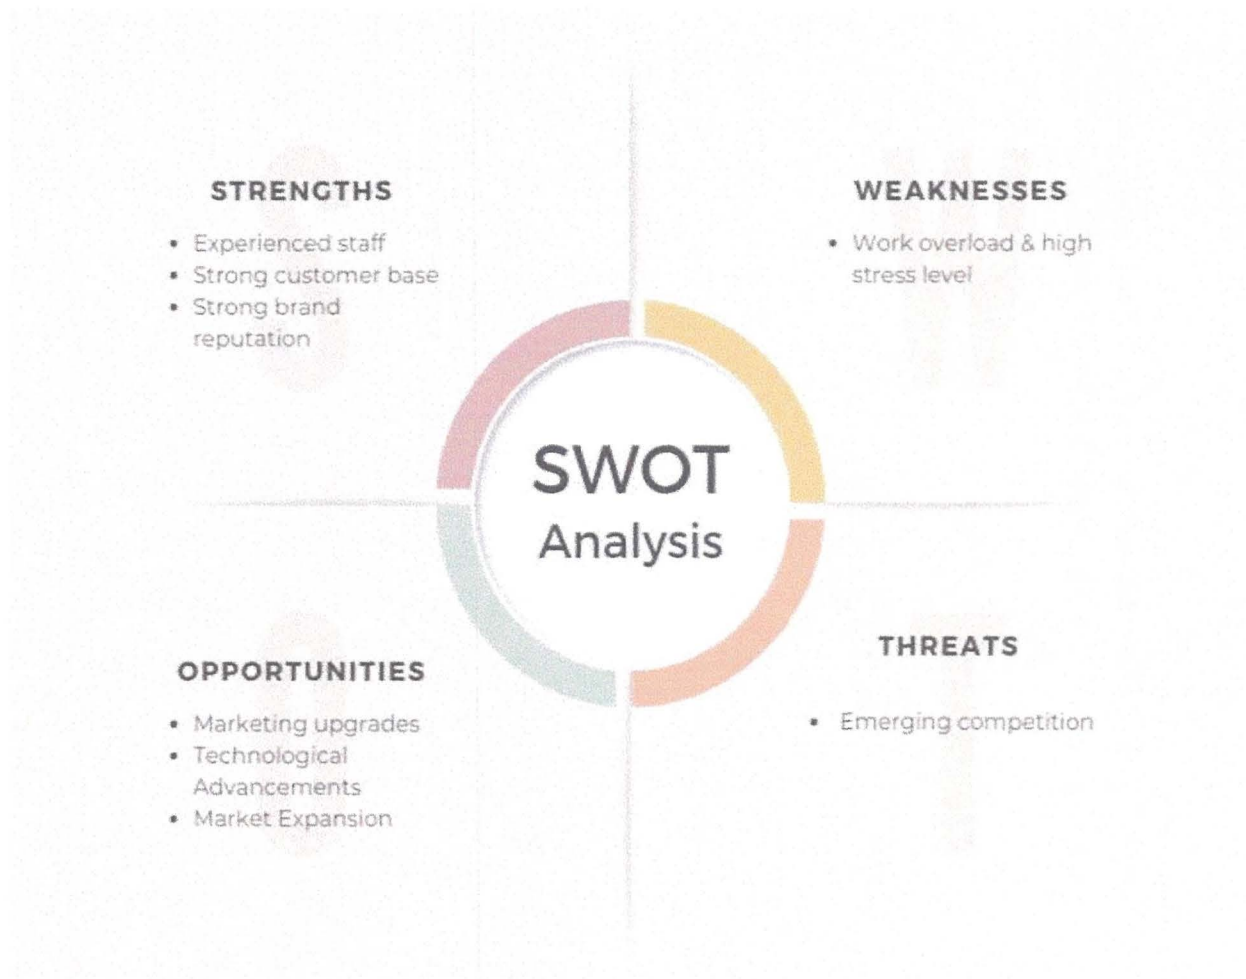 STRENGTHS
• Experienced staff
• Strong customer base
• Strong brand
reputation
WEAKNESSES
• Work overload & high
stress level
SWOT
Analysis
OPPORTUNITIES
• Marketing upgrades
• Technological
Advancements
• Market Expansion
THREATS
• Emerging competition
S
W
O
T